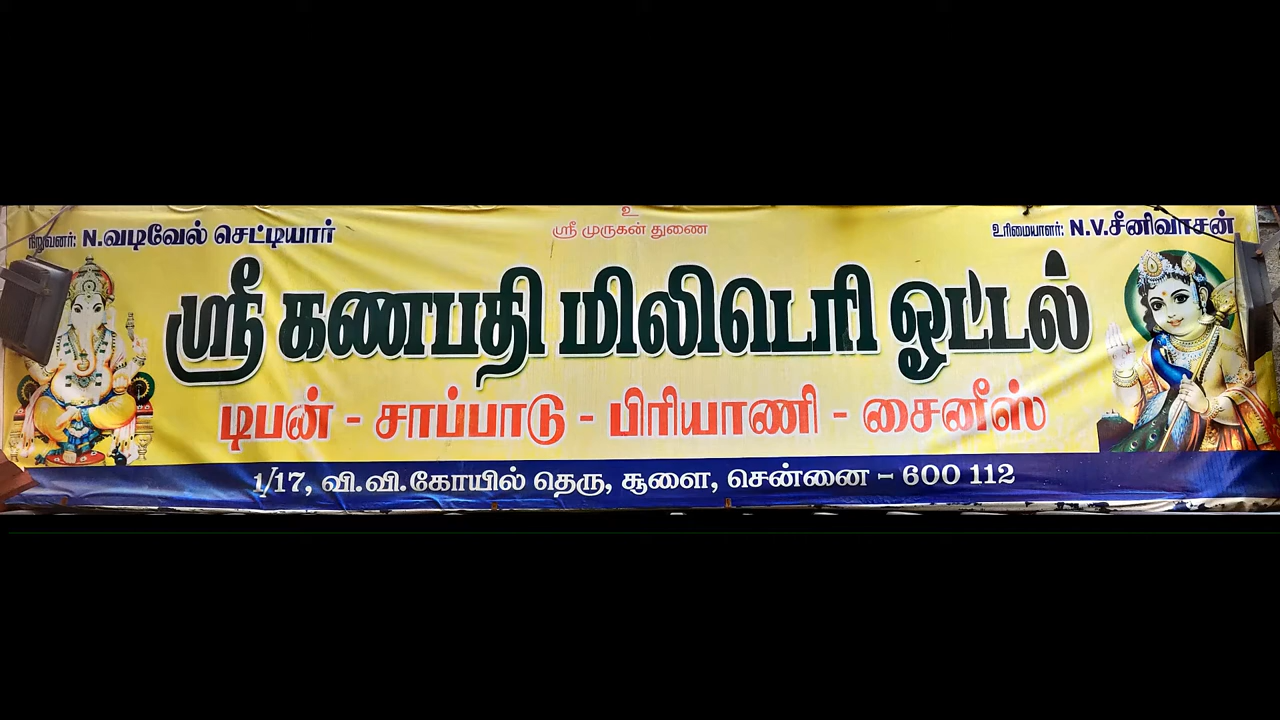 உ
ஸ்ரீ முருகன் துணை
நிறுவனர்: N.வடிவேல் செட்டியார்
உரிமையாளர்: N.V.சீனிவாசன்
ஸ்ரீ கணபதி மிலிடெரி ஓட்டல்
டிபன் - சாப்பாடு - பிரியாணி - சைனீஸ்
1/17, வி.வி.கோயில் தெரு, சூளை, சென்னை - 600 112